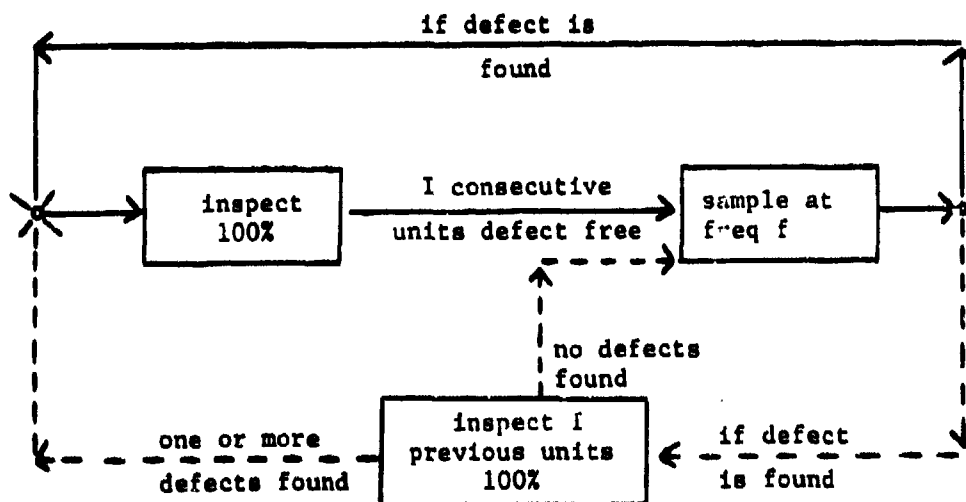 if defect is
found
inspect
100%
I consecutive
units defect free
sample at
freq f
no defects
found
one or more
defects found
inspect I
previous units
100%
if defect
is found